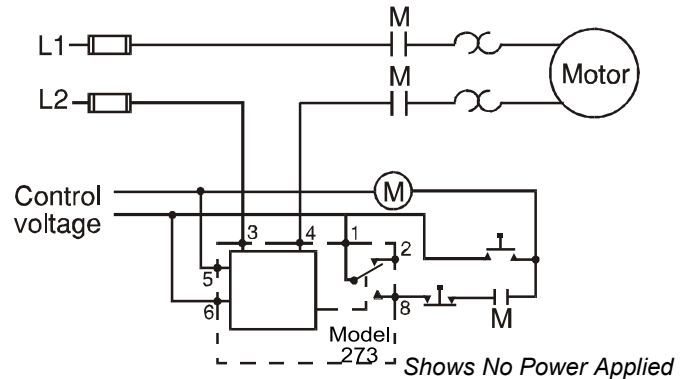 M
L1
M
Motor
L2
Control
voltage
M
3
4
1
2
5
6
8
M
Model
273
Shows No Power Applied